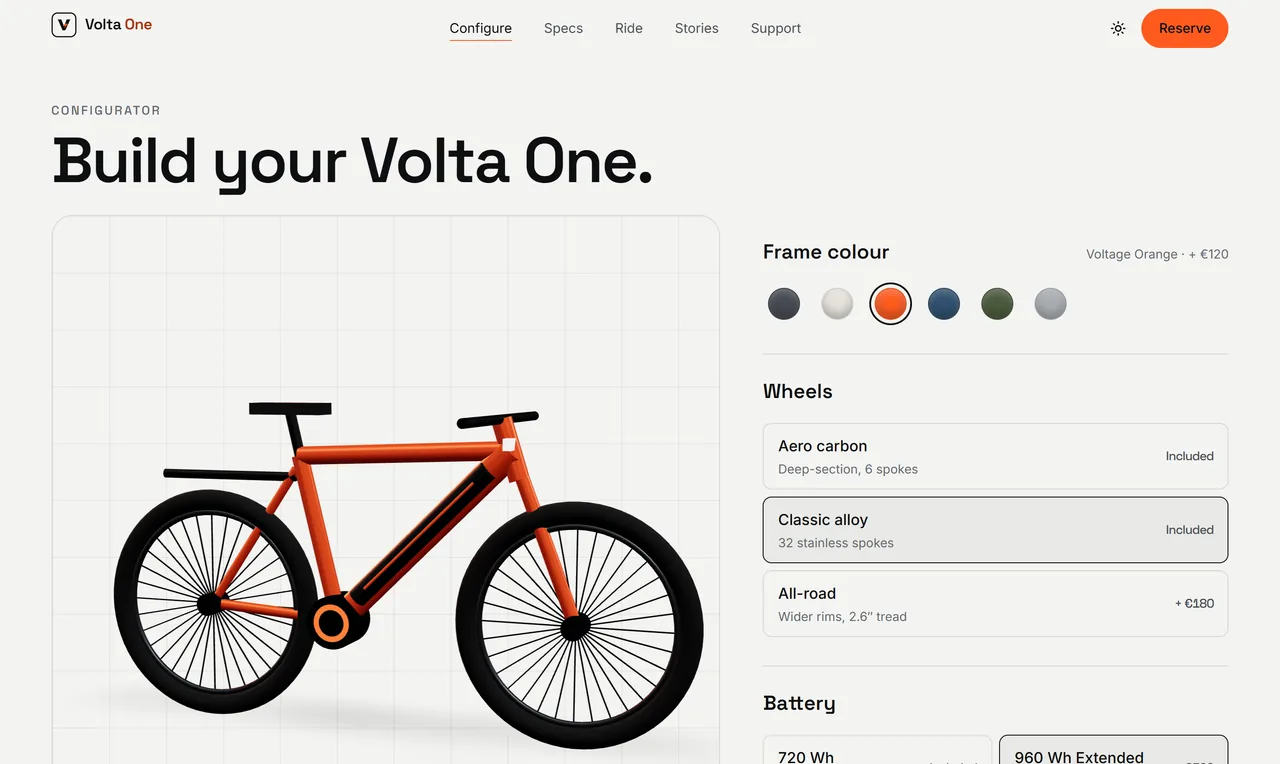 Volta One
Configure
Specs
Ride
Stories
Support
Reserve
CONFIGURATOR
Build your Volta One.
Frame colour
Voltage Orange · + €120
Wheels
Aero carbon
Deep-section, 6 spokes
Included
Classic alloy
32 stainless spokes
Included
All-road
Wider rims, 2.6″ tread
+ €180
Battery
720 Wh
960 Wh Extended